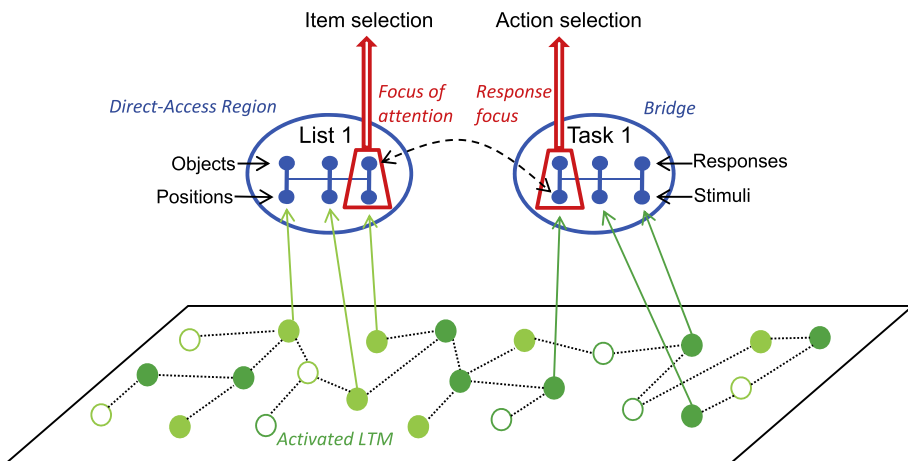 Item selection
Action selection
Direct-Access Region
Focus of
attention
Response
focus
Bridge
List 1
Task 1
Objects
Responses
Positions
Stimuli
Activated LTM